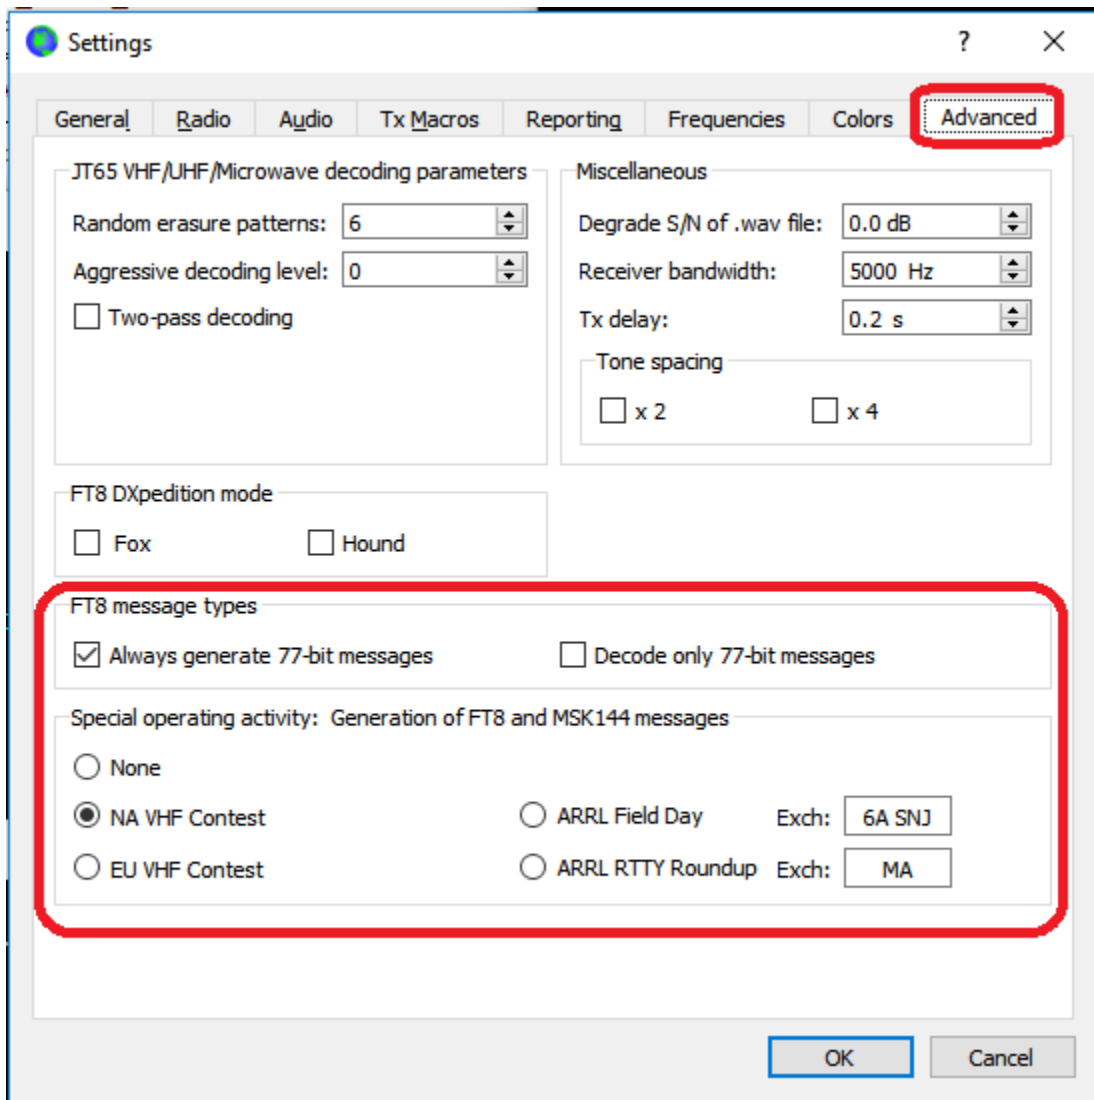 Settings
?
General Radio Audio Tx Macros Reporting Frequencies Colors Advanced
JT65 VHF/UHF/Microwave decoding parameters
Random erasure patterns: 6
Aggressive decoding level: 0
Two-pass decoding
Miscellaneous
Degrade S/N of .wav file: 0.0 dB
Receiver bandwidth: 5000 Hz
Tx delay: 0.2 s
Tone spacing
x 2 x 4
FT8 DXpedition mode
Fox Hound
FT8 message types
Always generate 77-bit messages Decode only 77-bit messages
Special operating activity: Generation of FT8 and MSK144 messages
None
NA VHF Contest ARRL Field Day Exch: 6A SNJ
EU VHF Contest ARRL RTTY Roundup Exch: MA
OK Cancel